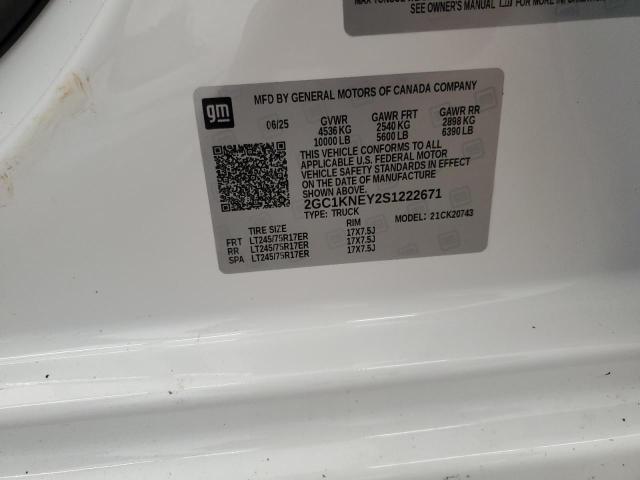 SEE OWNER'S MANUAL FOR MORE INFORMATION
gm
MFD BY GENERAL MOTORS OF CANADA COMPANY
06/25 GVWR GAWR FRT GAWR RR
4536 KG 2540 KG 2898 KG
10000 LB 5600 LB 6390 LB
THIS VEHICLE CONFORMS TO ALL
APPLICABLE U.S. FEDERAL MOTOR
VEHICLE SAFETY STANDARDS IN EFFECT
ON THE DATE OF MANUFACTURE
SHOWN ABOVE.
2GC1KNEY2S1222671
TYPE: TRUCK MODEL: 21CK20743
TIRE SIZE RIM
FRT LT245/75R17ER 17X7.5J
RR LT245/75R17ER 17X7.5J
SPA LT245/75R17ER 17X7.5J